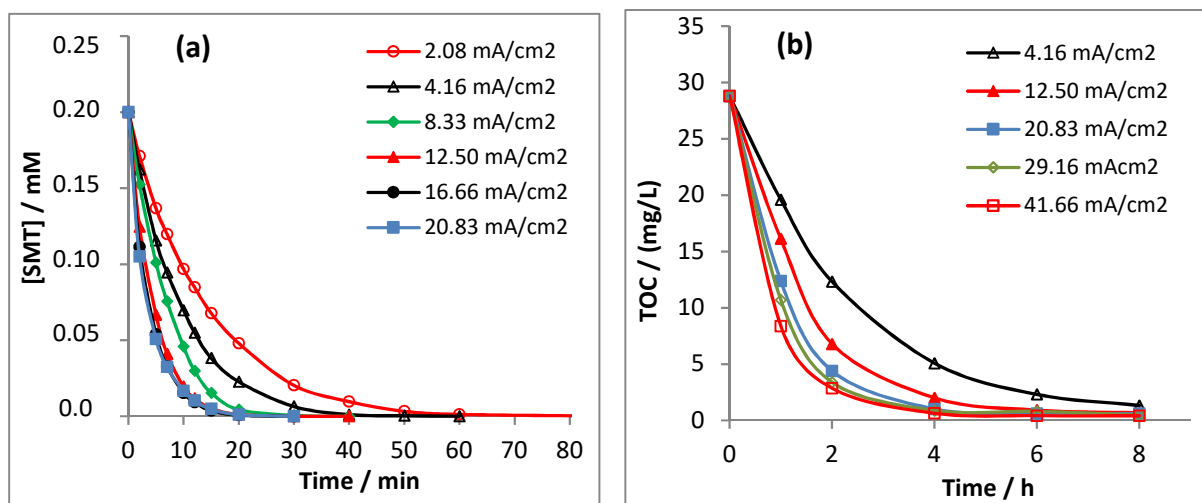 (a)
0.25
0.20
0.15
0.10
0.05
0.0
[SMT] / mM
2.08 mA/cm2
4.16 mA/cm2
8.33 mA/cm2
12.50 mA/cm2
16.66 mA/cm2
20.83 mA/cm2
0 10 20 30 40 50 60 70 80
Time / min
(b)
35
30
25
20
15
10
5
0
TOC / (mg/L)
4.16 mA/cm2
12.50 mA/cm2
20.83 mA/cm2
29.16 mAcm2
41.66 mA/cm2
0 2 4 6 8
Time / h